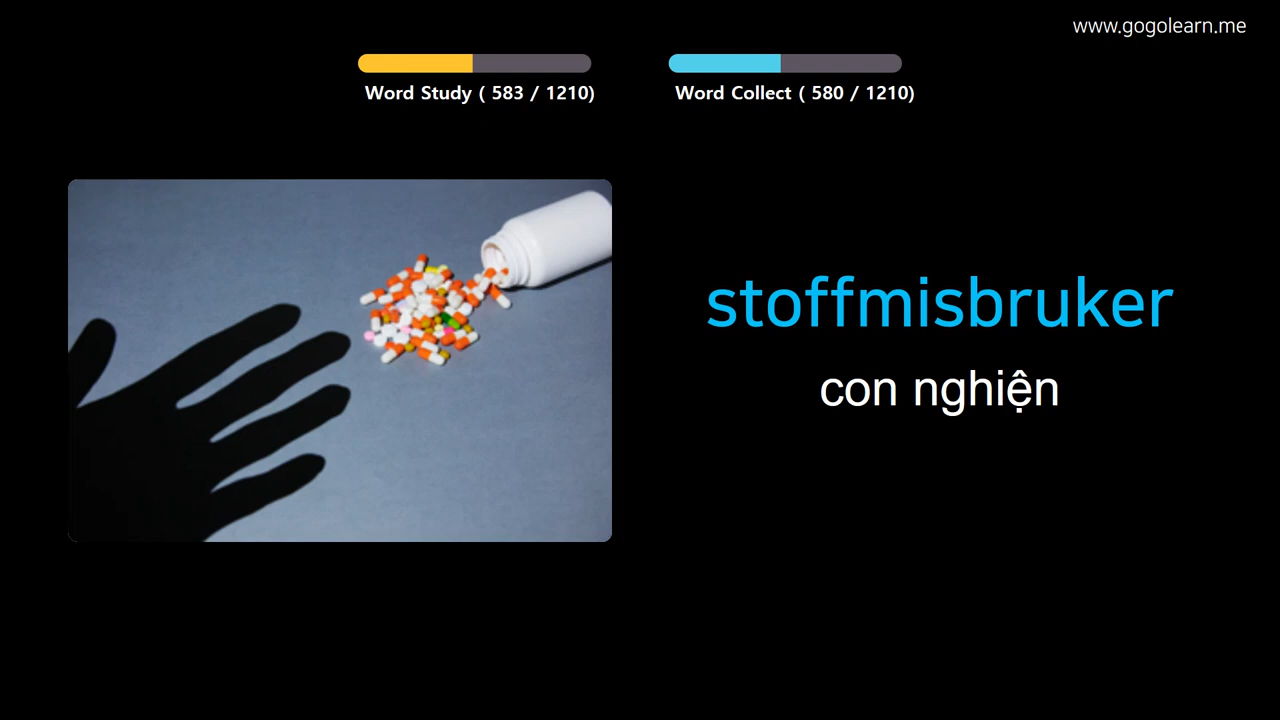 www.gogolearn.me
Word Study ( 583 / 1210)
Word Collect ( 580 / 1210)
stoffmisbruker
con nghiện